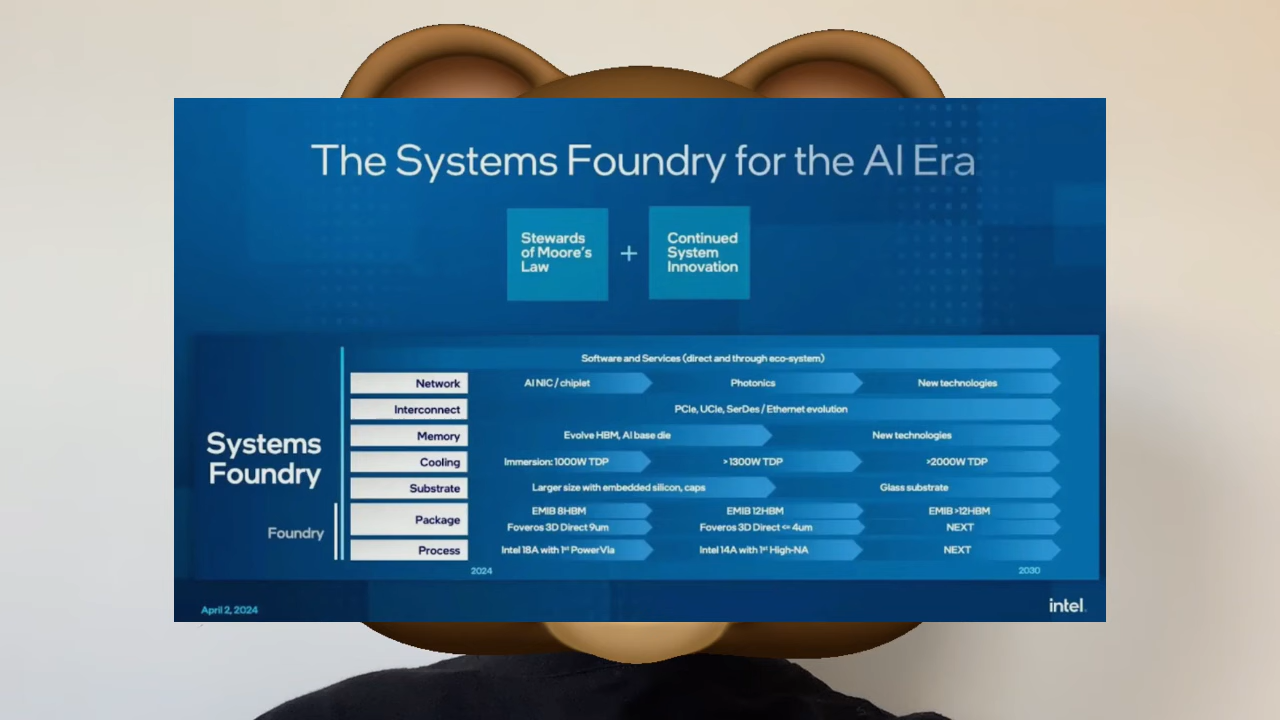 The Systems Foundry for the AI Era
Stewards
of Moore's
Law
+
Continued
System
Innovation
Systems
Foundry
Foundry
Software and Services (direct and through eco-system)
Network
AI NIC / chiplet
Photonics
New technologies
Interconnect
PCIe, UCIe, SerDes / Ethernet evolution
Memory
Evolve HBM, AI base die
New technologies
Cooling
Immersion: 1000W TDP
>1300W TDP
>2000W TDP
Substrate
Larger size with embedded silicon, caps
Glass substrate
Package
EMIB 8HBM
EMIB 12HBM
EMIB >12HBM
Foveros 3D Direct 9um
Foveros 3D Direct <= 4um
NEXT
Process
Intel 18A with 1st PowerVia
Intel 14A with 1st High-NA
NEXT
2024
2030
April 2, 2024
intel.